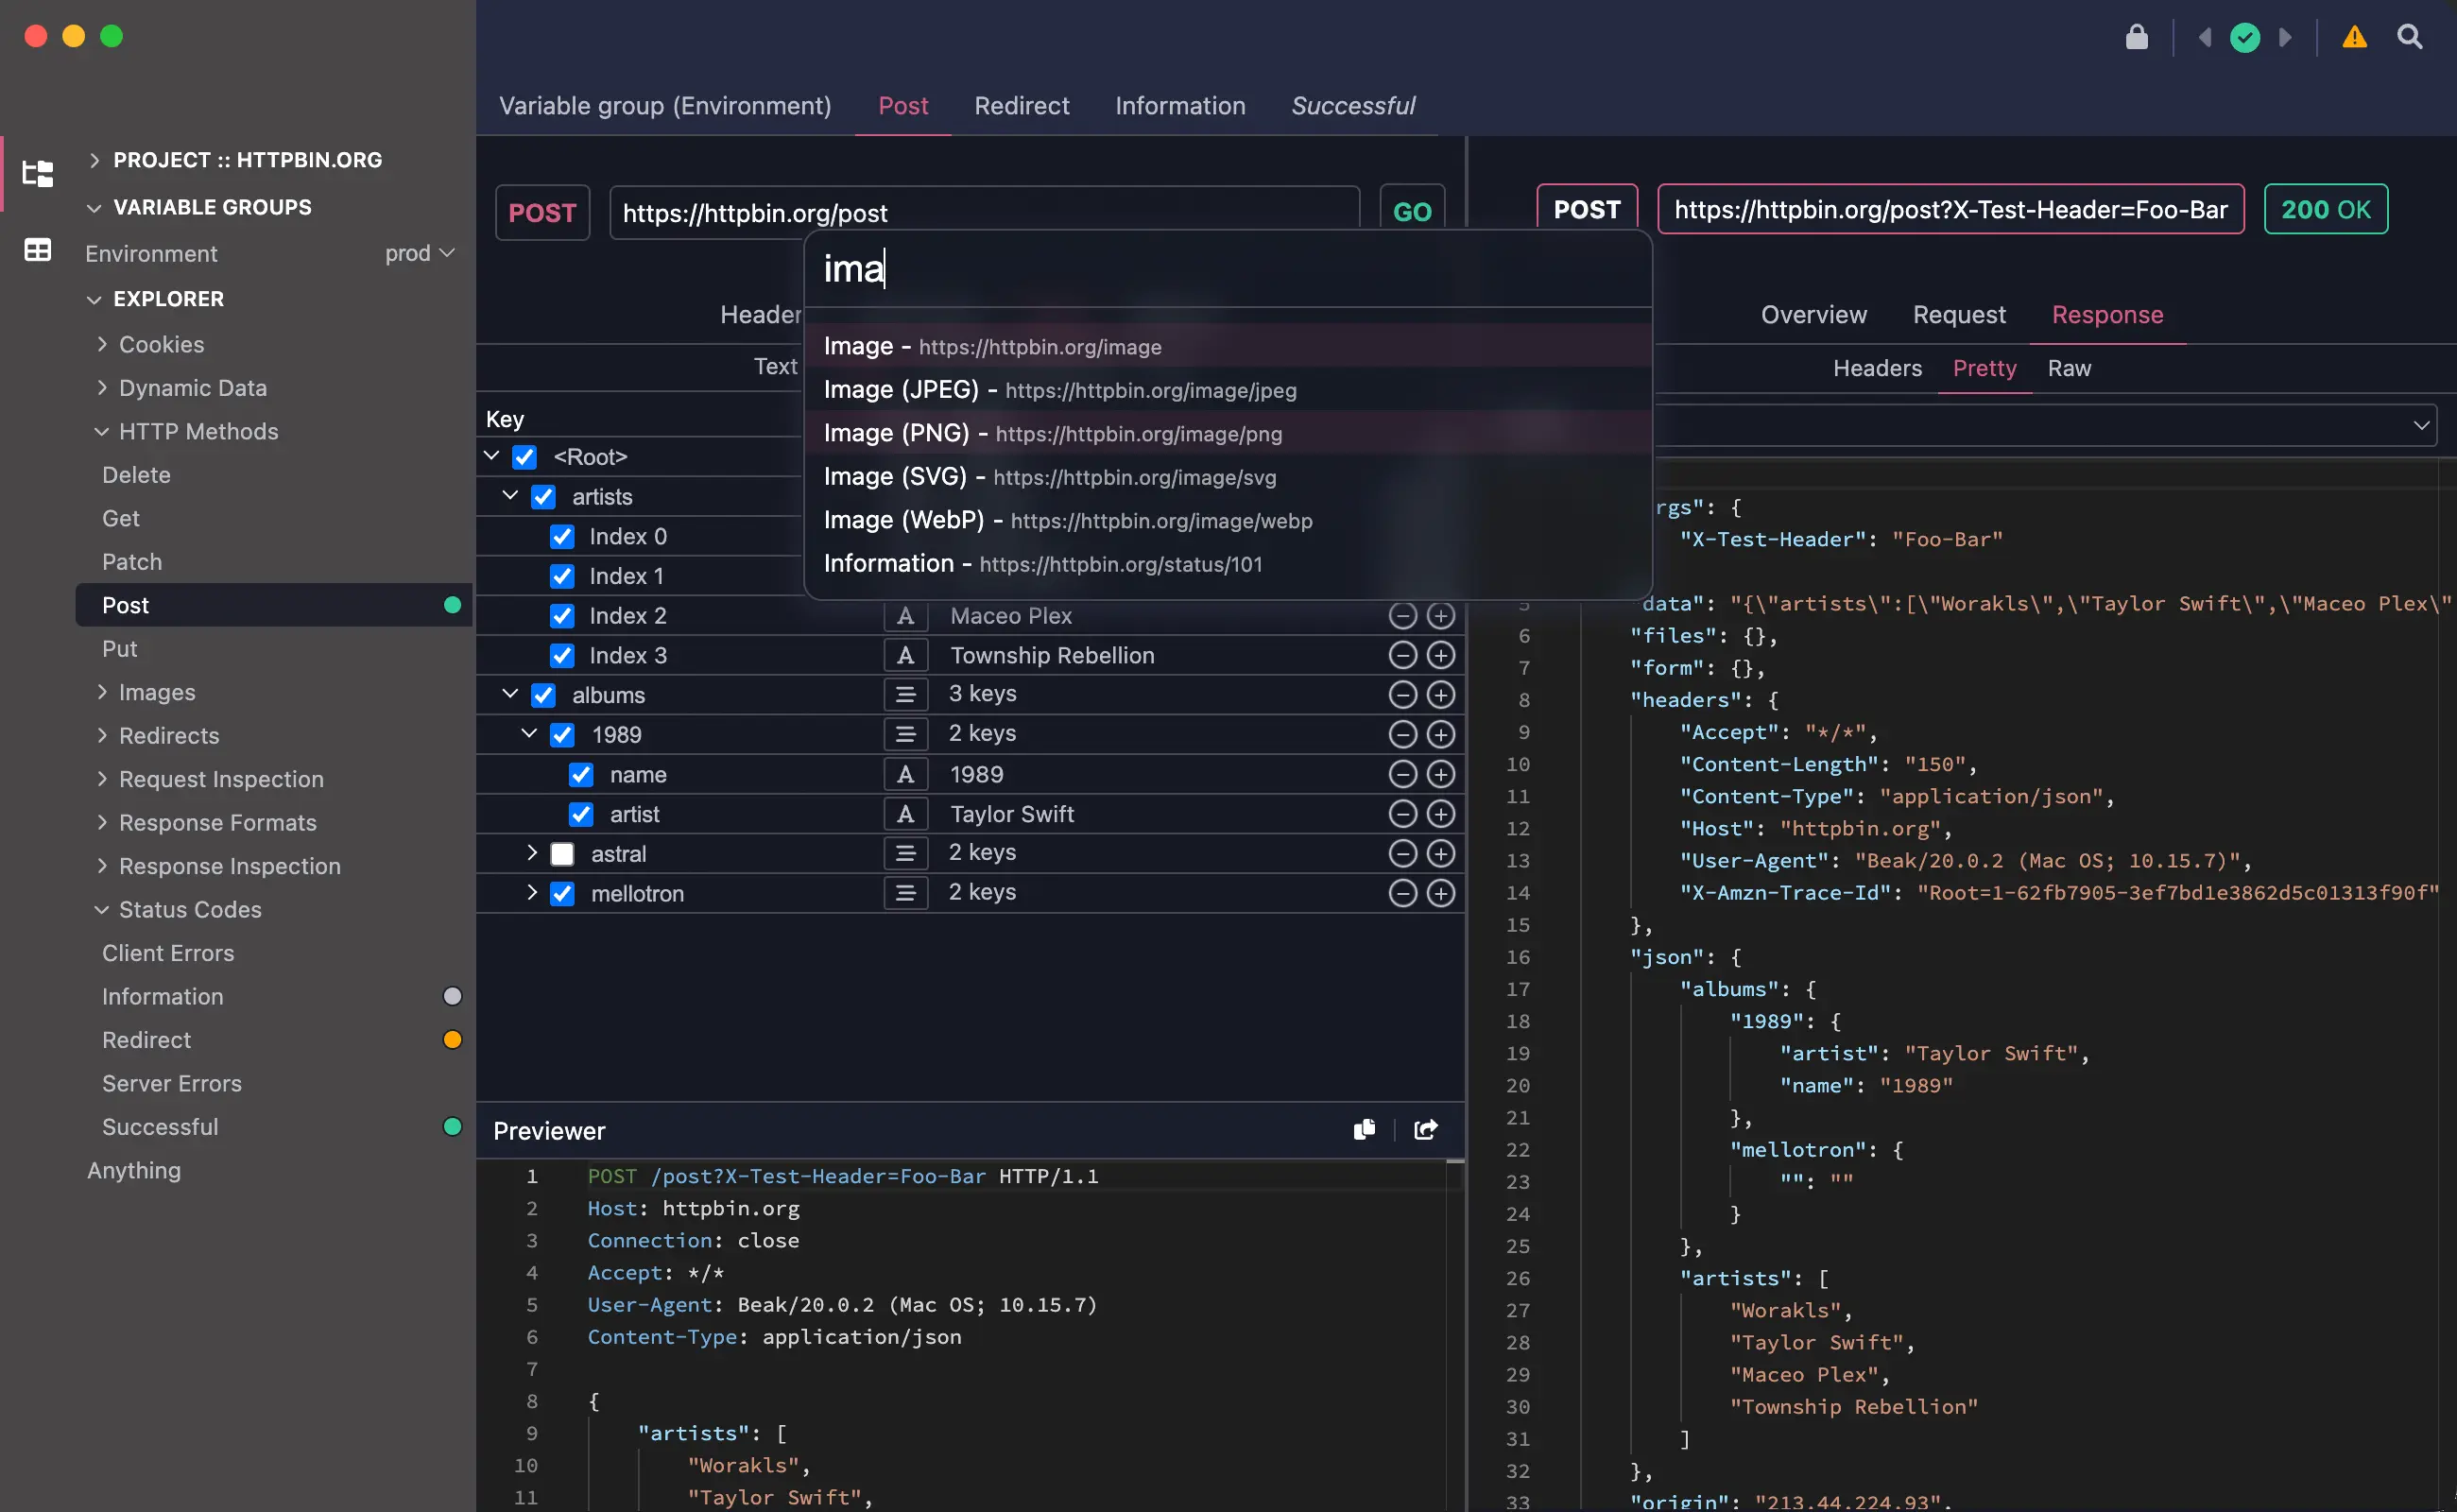 Variable group (Environment)
Post
Redirect
Information
Successful
PROJECT :: HTTPBIN.ORG
VARIABLE GROUPS
Environment
prod
EXPLORER
Cookies
Dynamic Data
HTTP Methods
Delete
Get
Patch
Post
Put
Images
Redirects
Request Inspection
Response Formats
Response Inspection
Status Codes
Client Errors
Information
Redirect
Server Errors
Successful
Anything
POST
https://httpbin.org/post
GO
ima
Image - https://httpbin.org/image
Image (JPEG) - https://httpbin.org/image/jpeg
Image (PNG) - https://httpbin.org/image/png
Image (SVG) - https://httpbin.org/image/svg
Image (WebP) - https://httpbin.org/image/webp
Information - https://httpbin.org/status/101
Header
Text
Key
<Root>
artists
Index 0
Index 1
Index 2 A Maceo Plex
Index 3 A Township Rebellion
albums 3 keys
1989 2 keys
name A 1989
artist A Taylor Swift
astral 2 keys
mellotron 2 keys
Previewer
1 POST /post?X-Test-Header=Foo-Bar HTTP/1.1
2 Host: httpbin.org
3 Connection: close
4 Accept: */*
5 User-Agent: Beak/20.0.2 (Mac OS; 10.15.7)
6 Content-Type: application/json
7
8 {
9 "artists": [
10 "Worakls",
11 "Taylor Swift",
POST
https://httpbin.org/post?X-Test-Header=Foo-Bar
200 OK
Overview
Request
Response
Headers
Pretty
Raw
rgs": {
"X-Test-Header": "Foo-Bar"
5 "data": "{\"artists\":[\"Worakls\",\"Taylor Swift\",\"Maceo Plex\"
6 "files": {},
7 "form": {},
8 "headers": {
9 "Accept": "*/*",
10 "Content-Length": "150",
11 "Content-Type": "application/json",
12 "Host": "httpbin.org",
13 "User-Agent": "Beak/20.0.2 (Mac OS; 10.15.7)",
14 "X-Amzn-Trace-Id": "Root=1-62fb7905-3ef7bd1e3862d5c01313f90f"
15 },
16 "json": {
17 "albums": {
18 "1989": {
19 "artist": "Taylor Swift",
20 "name": "1989"
21 },
22 "mellotron": {
23 "": ""
24 }
25 },
26 "artists": [
27 "Worakls",
28 "Taylor Swift",
29 "Maceo Plex",
30 "Township Rebellion"
31 ]
32 },
33 "origin": "213.44.224.93",